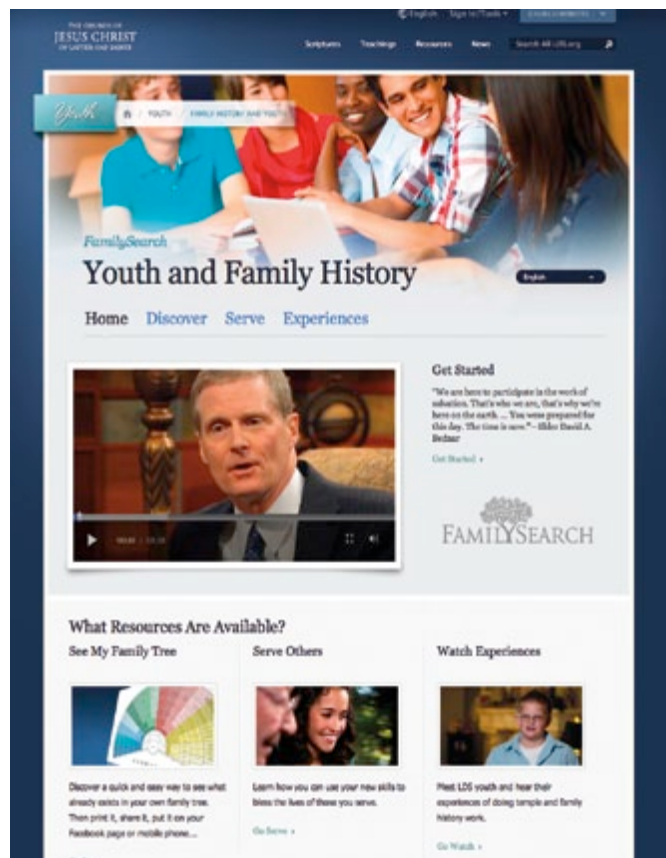 THE CHURCH OF
JESUS CHRIST
OF LATTER-DAY SAINTS
English Sign In/Tools
Scriptures Teachings Resources News Search All LDS.org
Youth / YOUTH / FAMILY HISTORY AND YOUTH
FamilySearch
Youth and Family History
English
Home Discover Serve Experiences
Get Started
"We are here to participate in the work of
salvation. That's who we are, that's why we're
here on the earth. ... You were prepared for
this day. The time is now." – Elder David A.
Bednar
Get Started
FAMILYSEARCH
What Resources Are Available?
See My Family Tree
Discover a quick and easy way to see what
already exists in your own family tree.
Then print it, share it, put it on your
Facebook page or mobile phone....
Serve Others
Learn how you can use your new skills to
bless the lives of those you serve.
Go Serve
Watch Experiences
Meet LDS youth and hear their
experiences of doing temple and family
history work.
Go Watch